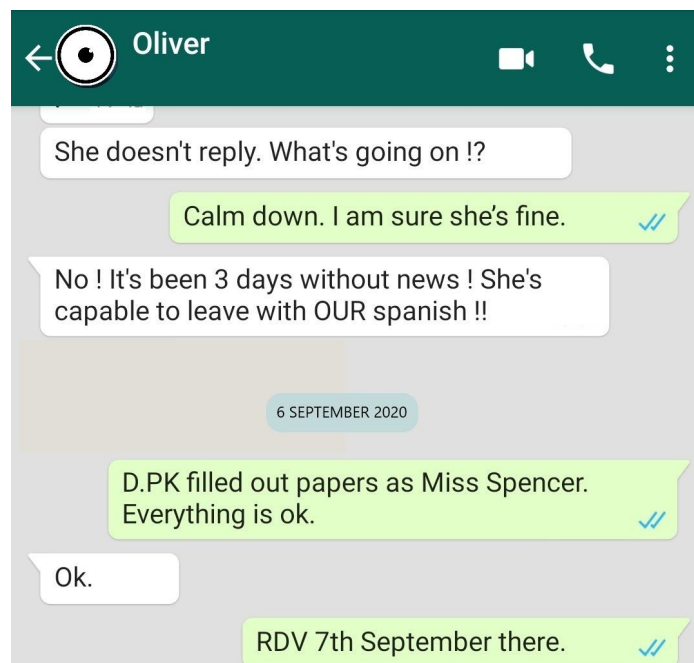 Oliver
She doesn't reply. What's going on !?
Calm down. I am sure she’s fine.
No ! It's been 3 days without news ! She's
capable to leave with OUR spanish !!
6 SEPTEMBER 2020
D.PK filled out papers as Miss Spencer.
Everything is ok.
Ok.
RDV 7th September there.